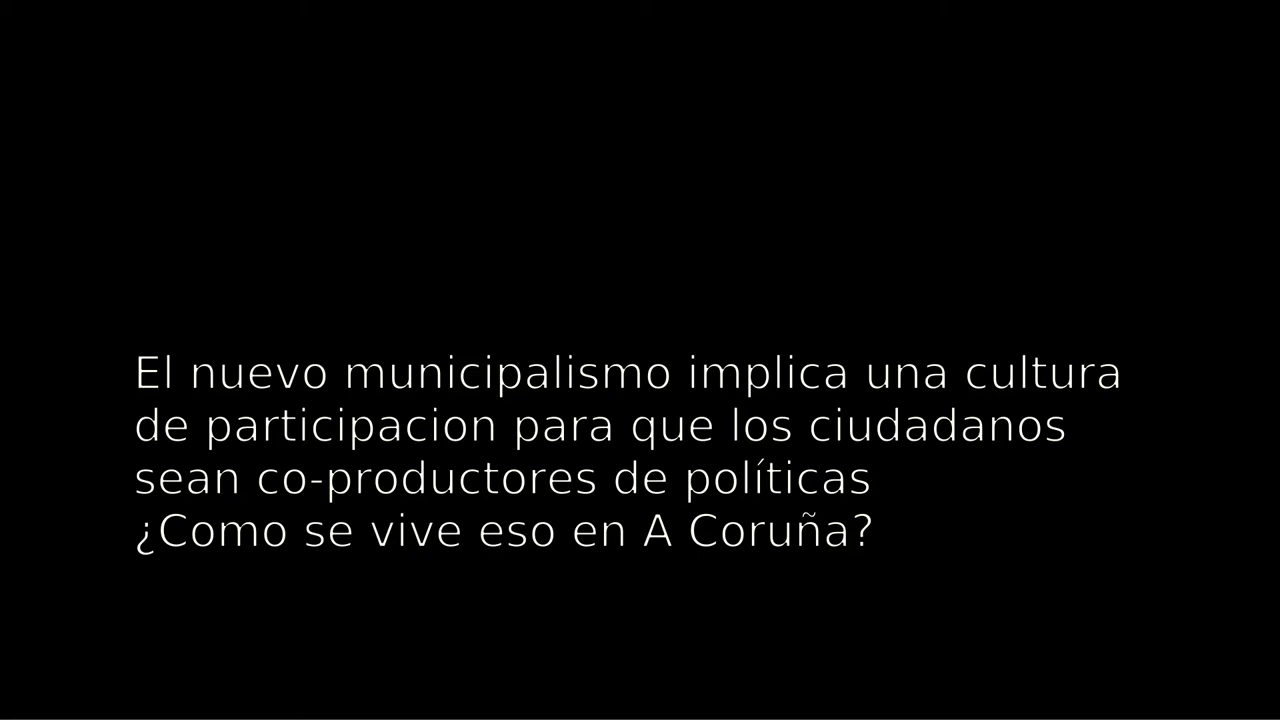 El nuevo municipalismo implica una cultura
de participacion para que los ciudadanos
sean co-productores de políticas
¿Como se vive eso en A Coruña?